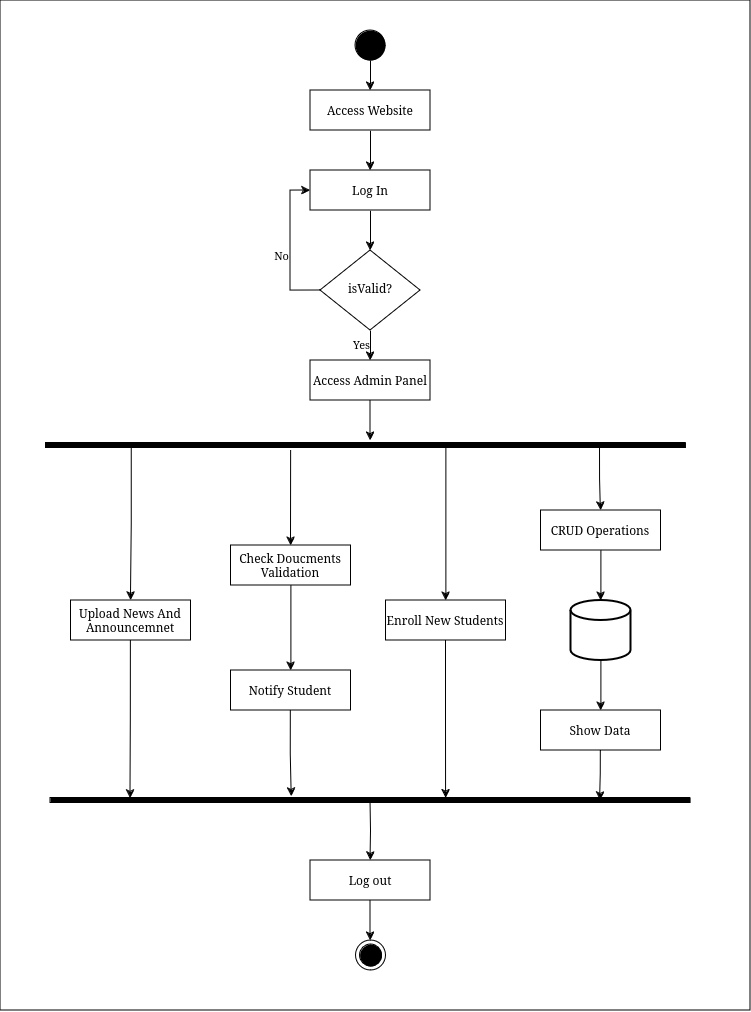 Access Website
Log In
No
isValid?
Yes
Access Admin Panel
CRUD Operations
Check Doucments
Validation
Upload News And
Announcemnet
Enroll New Students
Notify Student
Show Data
Log out